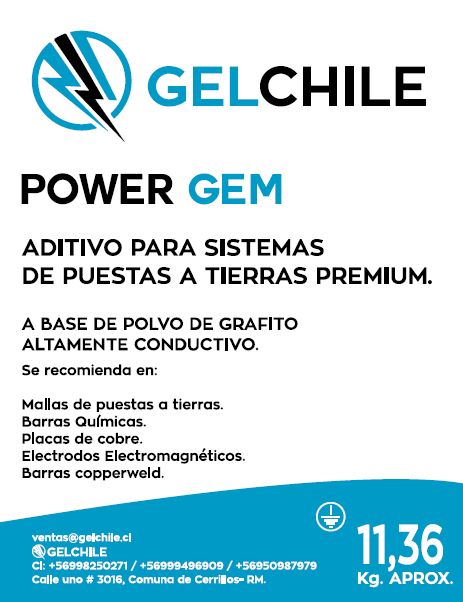 GELCHILE
POWER GEM
ADITIVO PARA SISTEMAS
DE PUESTAS A TIERRAS PREMIUM.
A BASE DE POLVO DE GRAFITO
ALTAMENTE CONDUCTIVO.
Se recomienda en:
Mallas de puestas a tierras.
Barras Químicas.
Placas de cobre.
Electrodos Electromagnéticos.
Barras copperweld.
ventas@gelchile.cl
GELCHILE
Cl: +56998250271 / +56999496909 / +56950987979
Calle uno # 3016, Comuna de Cerrillos- RM.
11,36
Kg. APROX.